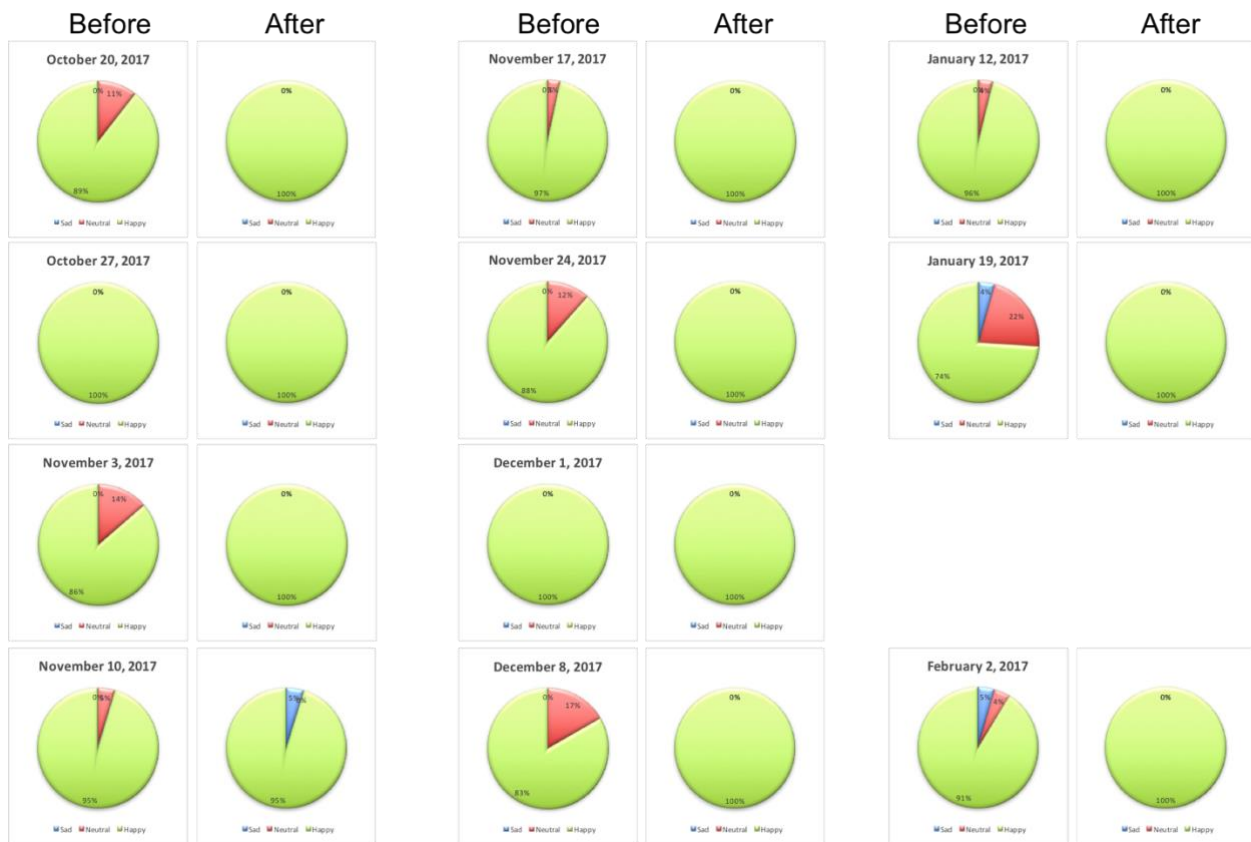 Before After Before After Before After
October 20, 2017
0% 11%
89%
Sad Neutral Happy
0%
100%
Sad Neutral Happy
November 17, 2017
0% 3%
97%
Sad Neutral Happy
0%
100%
Sad Neutral Happy
January 12, 2017
0% 4%
96%
Sad Neutral Happy
0%
100%
Sad Neutral Happy
October 27, 2017
0%
100%
Sad Neutral Happy
0%
100%
Sad Neutral Happy
November 24, 2017
0% 12%
88%
Sad Neutral Happy
0%
100%
Sad Neutral Happy
January 19, 2017
4%
22%
74%
Sad Neutral Happy
0%
100%
Sad Neutral Happy
November 3, 2017
0% 14%
86%
Sad Neutral Happy
0%
100%
Sad Neutral Happy
December 1, 2017
0%
100%
Sad Neutral Happy
0%
100%
Sad Neutral Happy
November 10, 2017
0% 5%
95%
Sad Neutral Happy
5% 0%
95%
Sad Neutral Happy
December 8, 2017
0% 17%
83%
Sad Neutral Happy
0%
100%
Sad Neutral Happy
February 2, 2017
5% 4%
91%
Sad Neutral Happy
0%
100%
Sad Neutral Happy